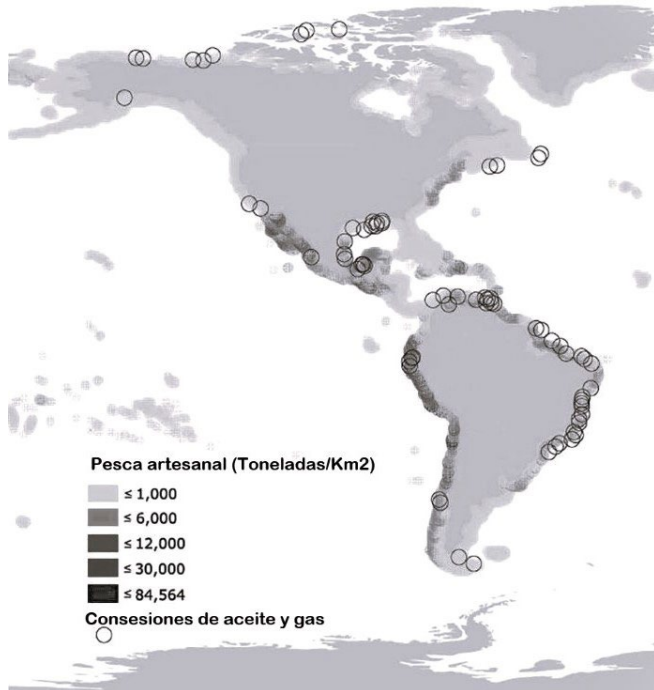 Pesca artesanal (Toneladas/Km2)
≤ 1,000
≤ 6,000
≤ 12,000
≤ 30,000
≤ 84,564
Consesiones de aceite y gas